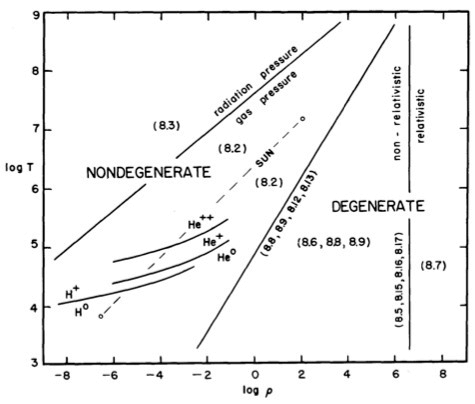 9
8
7
6
5
4
3
log T
radiation pressure
gas pressure
(8.3)
(8.2)
NONDEGENERATE
SUN
(8.2)
(8.8, 8.9, 8.12, 8.13)
non - relativistic
relativistic
DEGENERATE
(8.6, 8.8, 8.9)
(8.5, 8.15, 8.16, 8.17)
(8.7)
He++
He+
He0
H+
H0
-8 -6 -4 -2 0 2 4 6 8
log ρ